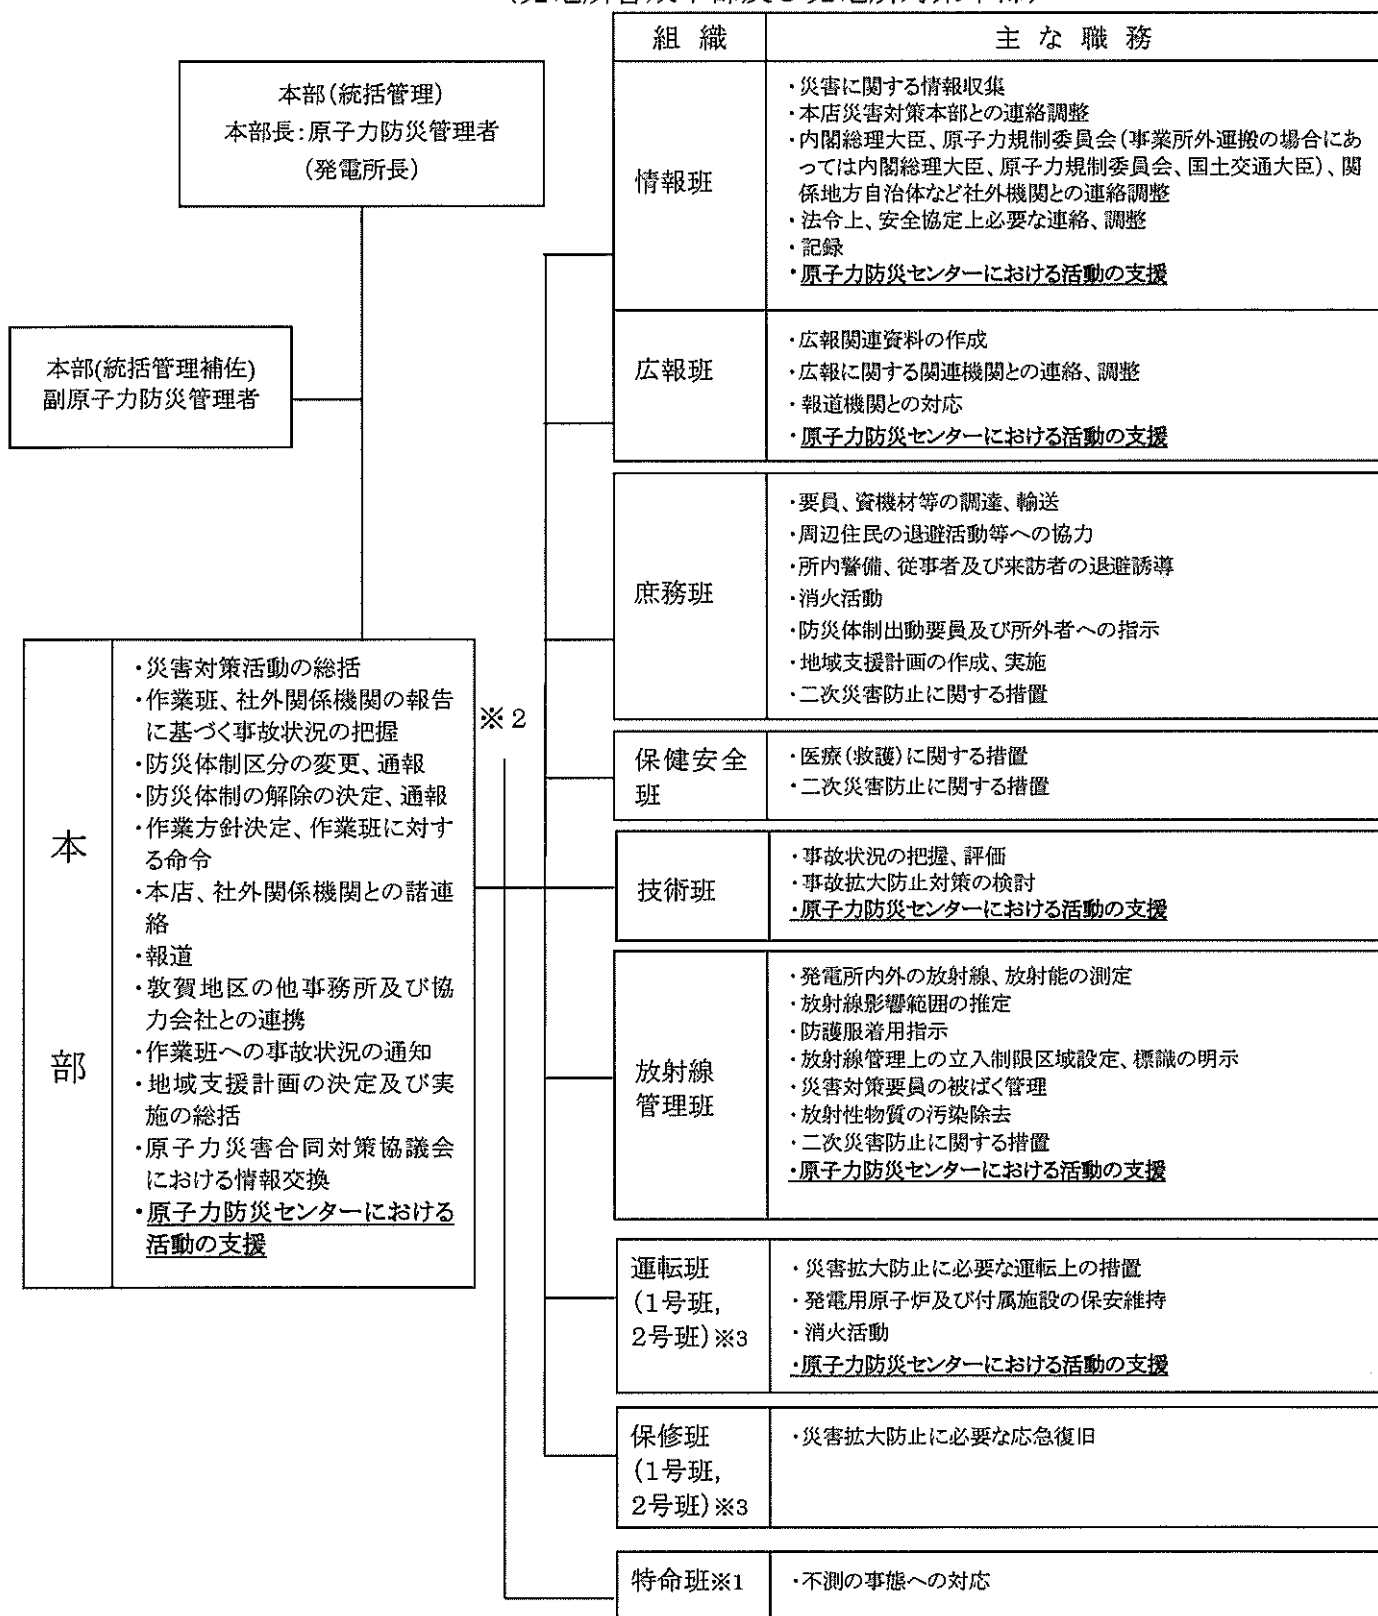 組 織
主 な 職 務
本部(統括管理)
本部長:原子力防災管理者
(発電所長)
本部(統括管理補佐)
副原子力防災管理者
本
部
・災害対策活動の総括
・作業班、社外関係機関の報告
に基づく事故状況の把握
・防災体制区分の変更、通報
・防災体制の解除の決定、通報
・作業方針決定、作業班に対す
る命令
・本店、社外関係機関との諸連
絡
・報道
・敦賀地区の他事務所及び協
力会社との連携
・作業班への事故状況の通知
・地域支援計画の決定及び実
施の総括
・原子力災害合同対策協議会
における情報交換
・原子力防災センターにおける
活動の支援
※2
情報班
・災害に関する情報収集
・本店災害対策本部との連絡調整
・内閣総理大臣、原子力規制委員会(事業所外運搬の場合にあ
っては内閣総理大臣、原子力規制委員会、国土交通大臣)、関
係地方自治体など社外機関との連絡調整
・法令上、安全協定上必要な連絡、調整
・記録
・原子力防災センターにおける活動の支援
広報班
・広報関連資料の作成
・広報に関する関連機関との連絡、調整
・報道機関との対応
・原子力防災センターにおける活動の支援
庶務班
・要員、資機材等の調達、輸送
・周辺住民の退避活動等への協力
・所内警備、従事者及び来訪者の退避誘導
・消火活動
・防災体制出動要員及び所外者への指示
・地域支援計画の作成、実施
・二次災害防止に関する措置
保健安全
班
・医療(救護)に関する措置
・二次災害防止に関する措置
技術班
・事故状況の把握、評価
・事故拡大防止対策の検討
・原子力防災センターにおける活動の支援
放射線
管理班
・発電所内外の放射線、放射能の測定
・放射線影響範囲の推定
・防護服着用指示
・放射線管理上の立入制限区域設定、標識の明示
・災害対策要員の被ばく管理
・放射性物質の汚染除去
・二次災害防止に関する措置
・原子力防災センターにおける活動の支援
運転班
(1号班,
2号班)※3
・災害拡大防止に必要な運転上の措置
・発電用原子炉及び付属施設の保安維持
・消火活動
・原子力防災センターにおける活動の支援
保修班
(1号班,
2号班)※3
・災害拡大防止に必要な応急復旧
特命班※1
・不測の事態への対応